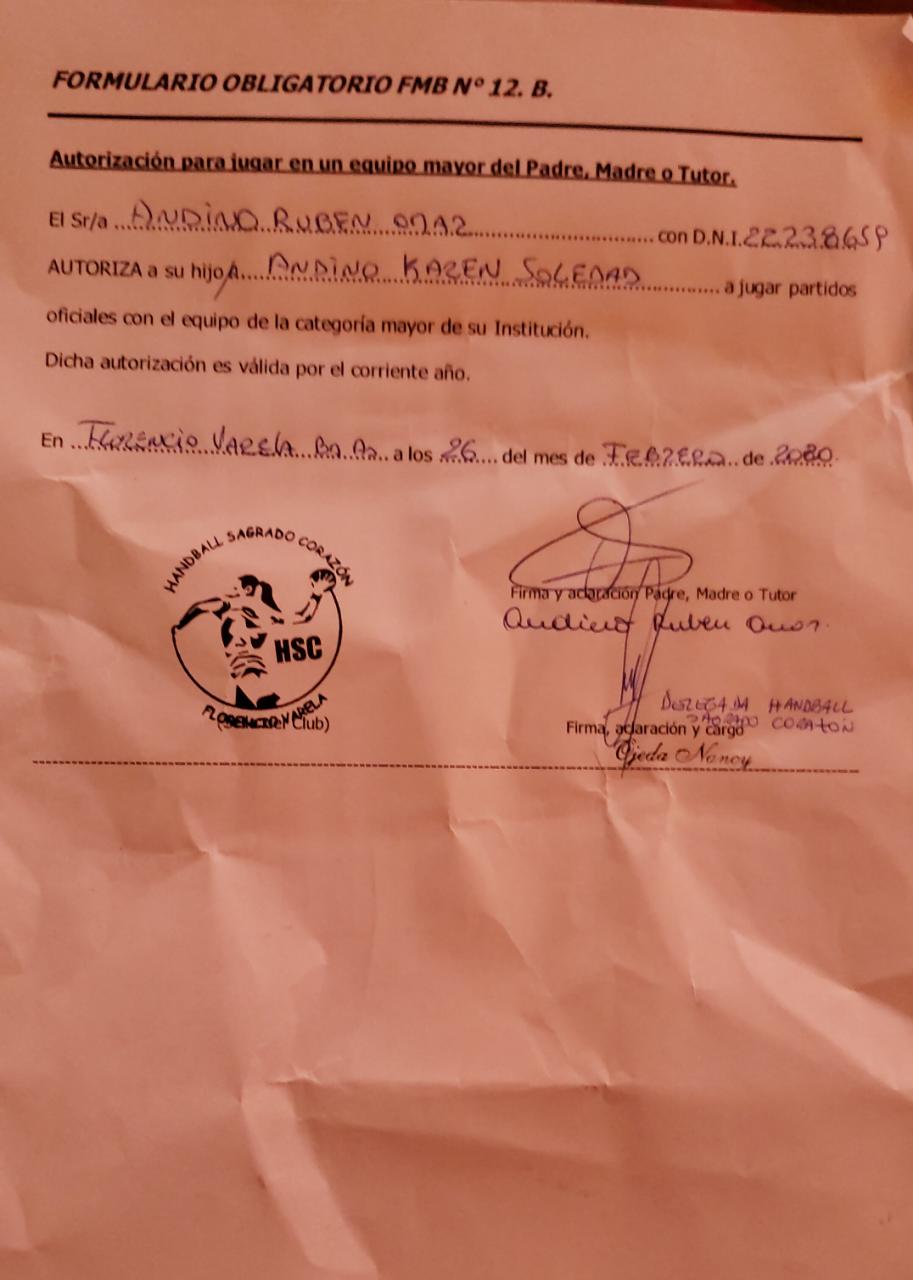 FORMULARIO OBLIGATORIO FMB Nº 12. B.
Autorización para jugar en un equipo mayor del Padre, Madre o Tutor.
El Sr/a ...ANDINO RUBEN OMAR............................ con D.N.I.22.238659
AUTORIZA a su hijo/A....ANDINO KAREN SOLEDAD............ a jugar partidos
oficiales con el equipo de la categoría mayor de su Institución.
Dicha autorización es válida por el corriente año.
En ...FLORENCIO VARELA BS.AS.. a los 26.... del mes de FEBRERO.. de 2020.
HANDBALL SAGRADO CORAZÓN
HSC
FLORENCIO VARELA
Club)
Firma y aclaración Padre, Madre o Tutor
Andino Ruben Omar.
DELEGADA HANDBALL
SAGRADO CORAZON
Firma, aclaración y cargo
Ojeda Nancy